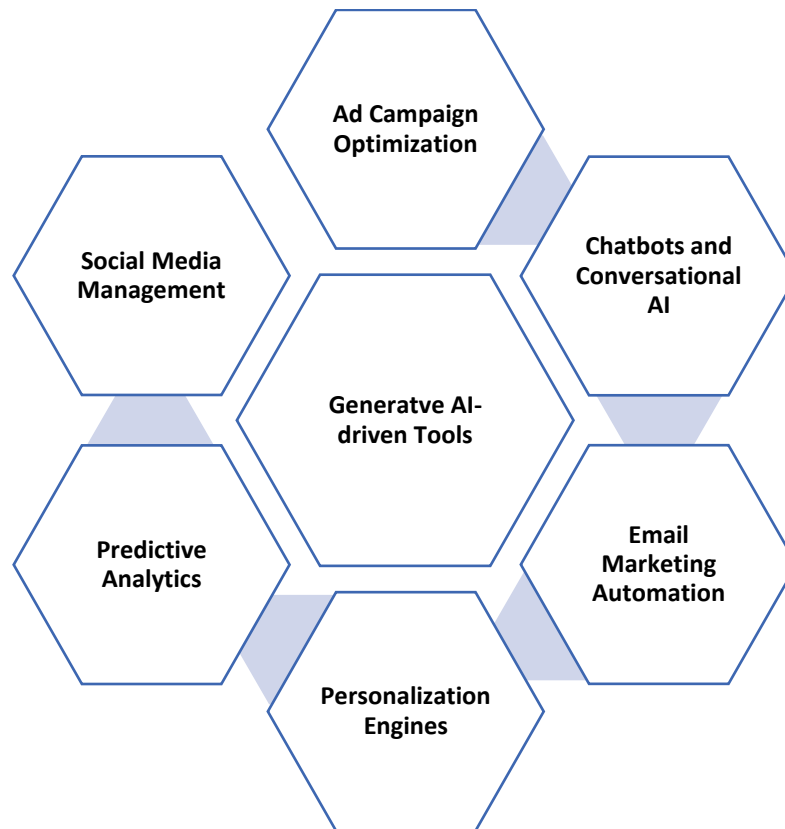 Ad Campaign
Optimization
Social Media
Management
Chatbots and
Conversational
AI
Generatve AI-
driven Tools
Predictive
Analytics
Email
Marketing
Automation
Personalization
Engines